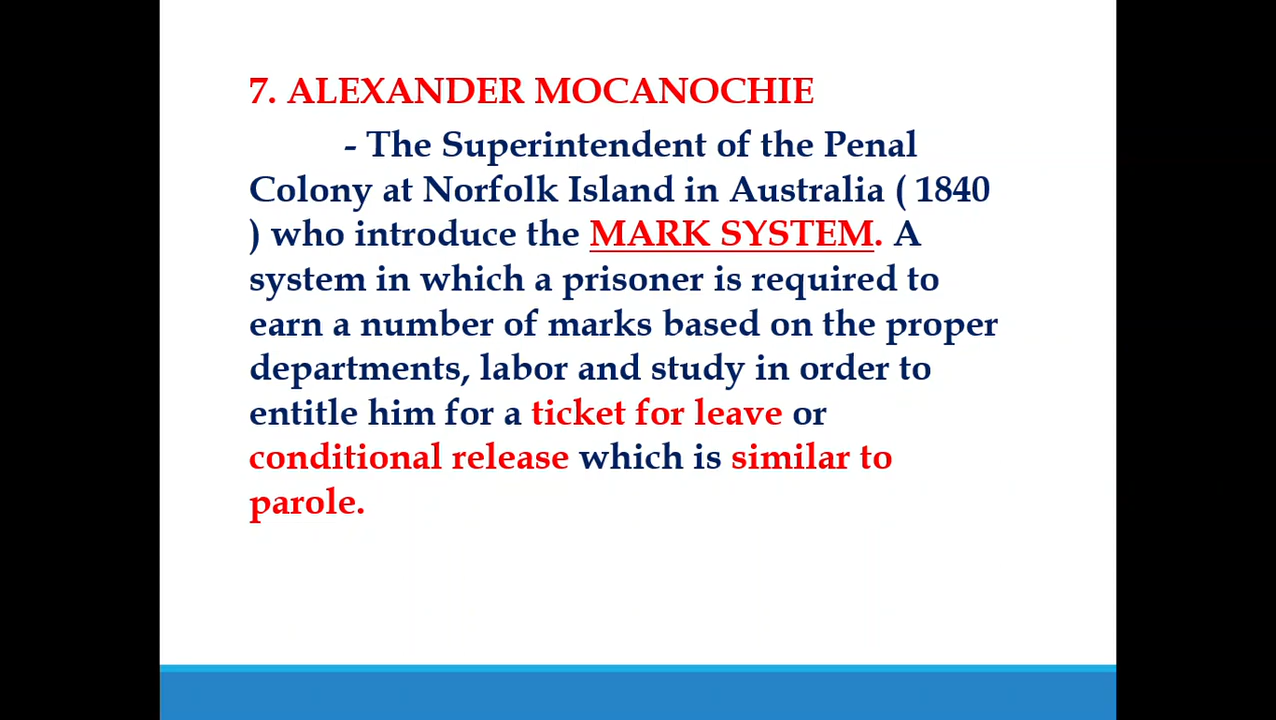 7. ALEXANDER MOCANOCHIE
- The Superintendent of the Penal
Colony at Norfolk Island in Australia ( 1840
) who introduce the MARK SYSTEM. A
system in which a prisoner is required to
earn a number of marks based on the proper
departments, labor and study in order to
entitle him for a ticket for leave or
conditional release which is similar to
parole.